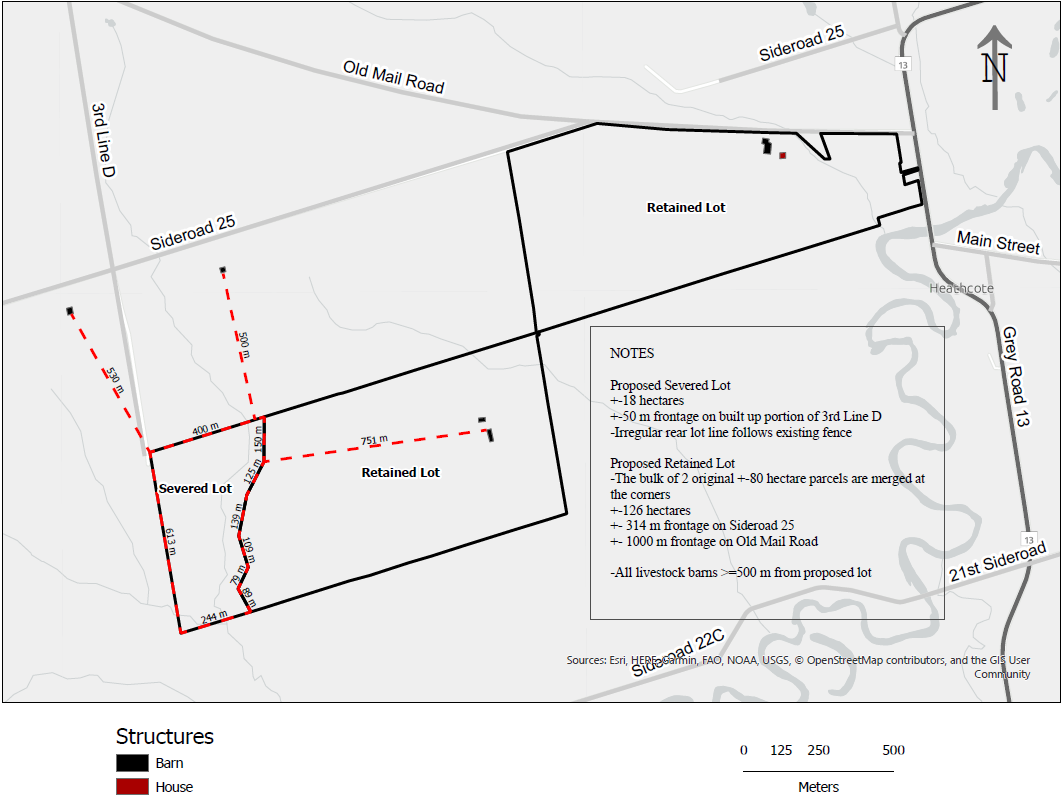 Sideroad 25
13
N
Old Mail Road
3rd Line D
Retained Lot
Sideroad 25
Main Street
Heathcote
500 m
530 m
NOTES
Proposed Severed Lot
+-18 hectares
+-50 m frontage on built up portion of 3rd Line D
-Irregular rear lot line follows existing fence
Proposed Retained Lot
-The bulk of 2 original +-80 hectare parcels are merged at
the corners
+-126 hectares
+- 314 m frontage on Sideroad 25
+- 1000 m frontage on Old Mail Road
-All livestock barns >=500 m from proposed lot
Grey Road 13
400 m
150 m
751 m
Retained Lot
125 m
Severed Lot
139 m
613 m
109 m
79 m
89 m
244 m
13
21st Sideroad
Sideroad 22C
Sources: Esri, HERE, Garmin, FAO, NOAA, USGS, © OpenStreetMap contributors, and the GIS User
Community
Structures
Barn
House
0 125 250 500
Meters